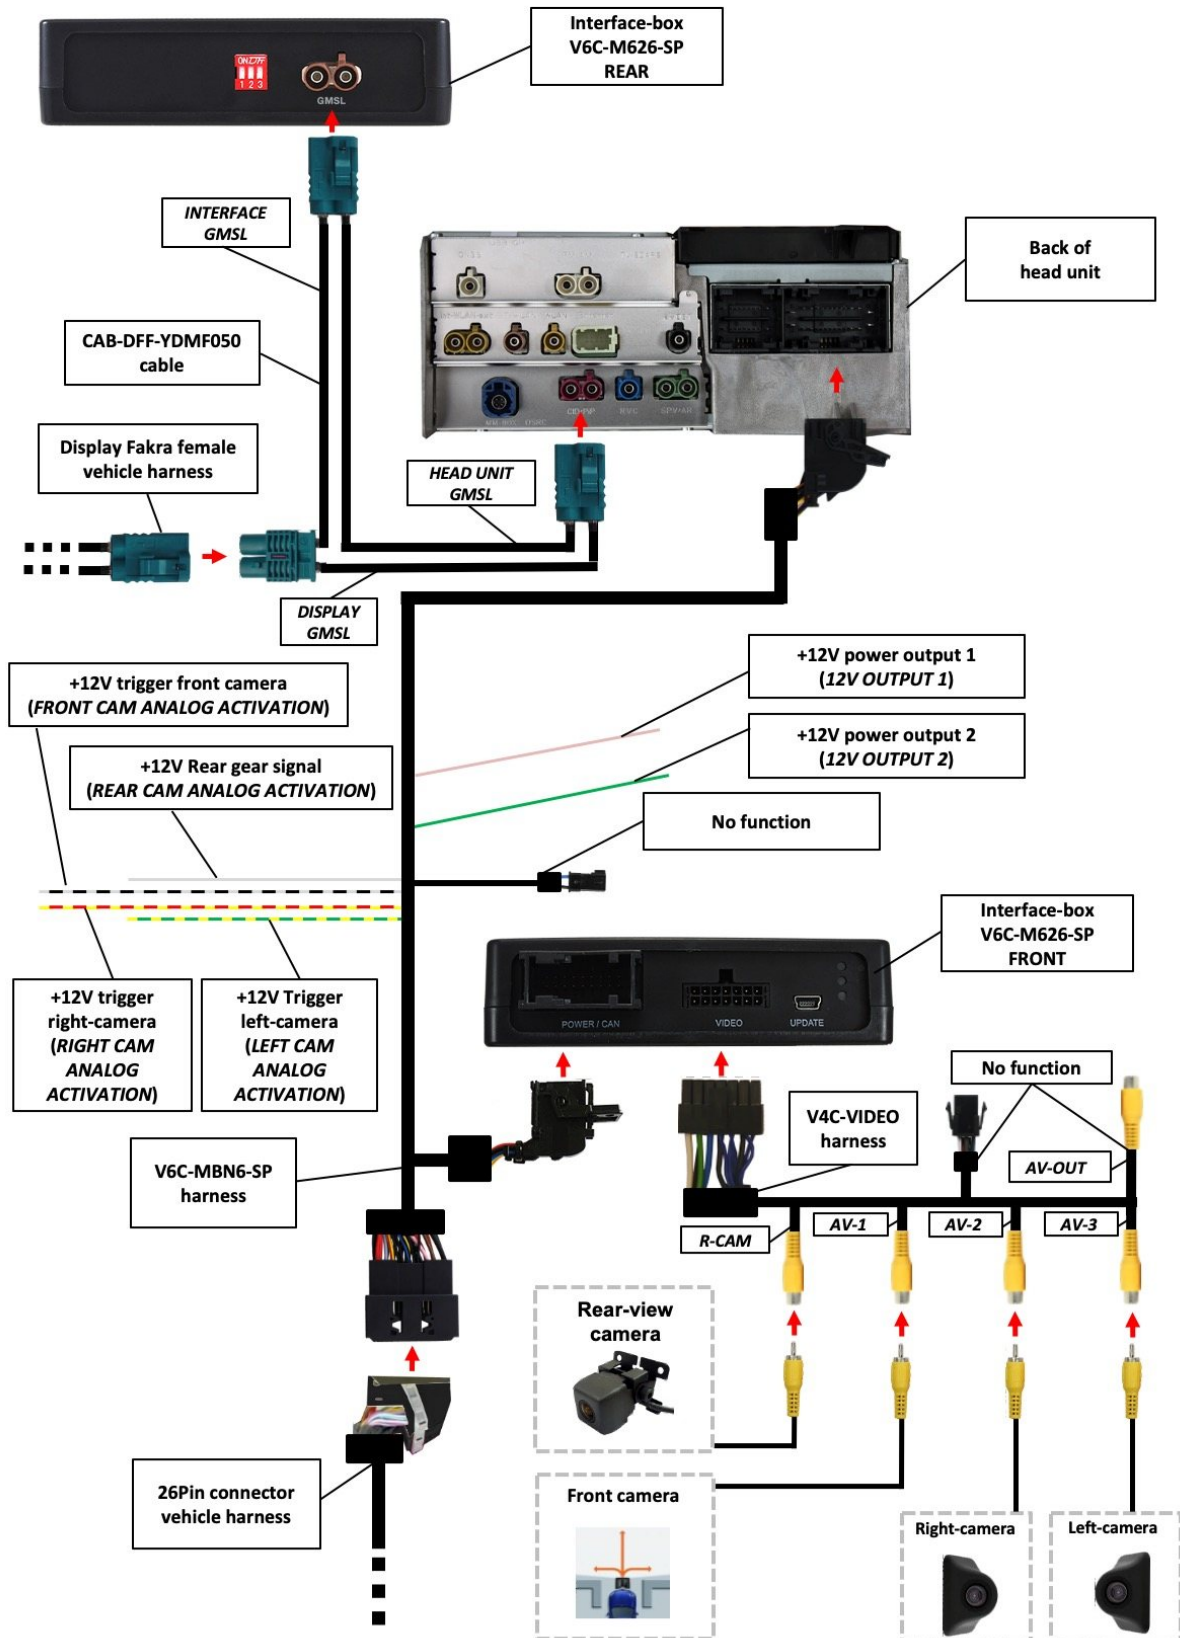 Interface-box
V6C-M626-SP
REAR
1 2 3
GMSL
INTERFACE
GMSL
Back of
head unit
CAB-DFF-YDMF050
cable
CID+P/P
RVC
Display Fakra female
vehicle harness
HEAD UNIT
GMSL
DISPLAY
GMSL
+12V power output 1
(12V OUTPUT 1)
+12V trigger front camera
(FRONT CAM ANALOG ACTIVATION)
+12V power output 2
(12V OUTPUT 2)
+12V Rear gear signal
(REAR CAM ANALOG ACTIVATION)
No function
Interface-box
V6C-M626-SP
FRONT
+12V trigger
right-camera
(RIGHT CAM
ANALOG
ACTIVATION)
+12V Trigger
left-camera
(LEFT CAM
ANALOG
ACTIVATION)
POWER / CAN
VIDEO
UPDATE
No function
V4C-VIDEO
harness
V6C-MBN6-SP
harness
AV-OUT
R-CAM
AV-1
AV-2
AV-3
Rear-view
camera
26Pin connector
vehicle harness
Front camera
Right-camera
Left-camera